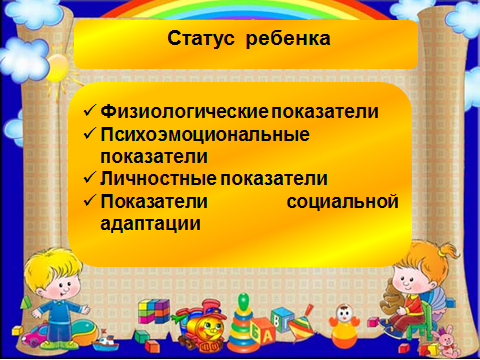 Статус ребенка
✓ Физиологические показатели
✓ Психоэмоциональные
показатели
✓ Личностные показатели
✓ Показатели социальной
адаптации
Б
А